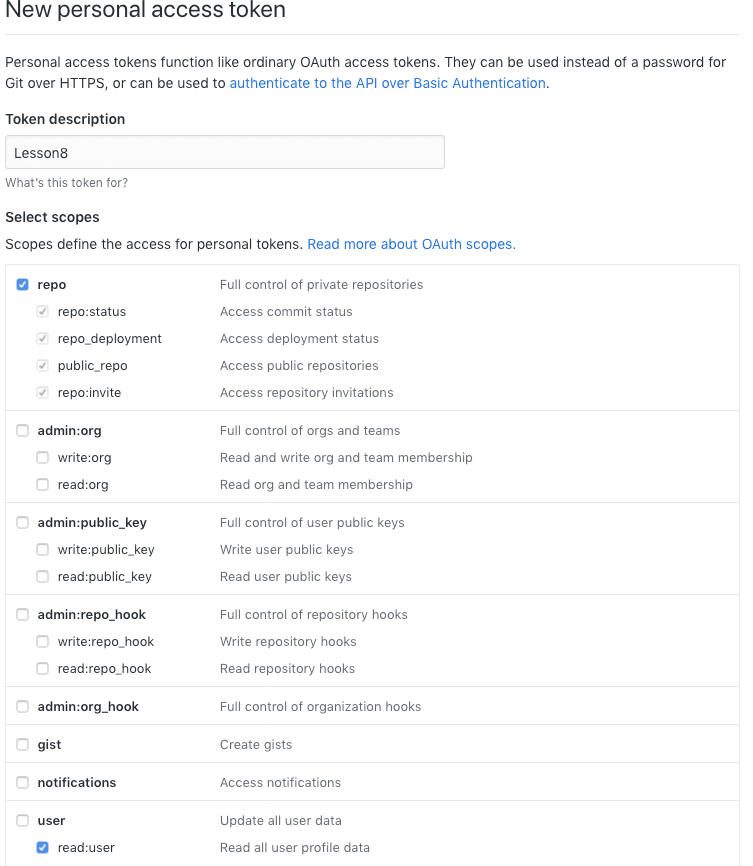 New personal access token
Personal access tokens function like ordinary OAuth access tokens. They can be used instead of a password for
Git over HTTPS, or can be used to authenticate to the API over Basic Authentication.
Token description
Lesson8
What's this token for?
Select scopes
Scopes define the access for personal tokens. Read more about OAuth scopes.
repo Full control of private repositories
repo:status Access commit status
repo_deployment Access deployment status
public_repo Access public repositories
repo:invite Access repository invitations
admin:org Full control of orgs and teams
write:org Read and write org and team membership
read:org Read org and team membership
admin:public_key Full control of user public keys
write:public_key Write user public keys
read:public_key Read user public keys
admin:repo_hook Full control of repository hooks
write:repo_hook Write repository hooks
read:repo_hook Read repository hooks
admin:org_hook Full control of organization hooks
gist Create gists
notifications Access notifications
user Update all user data
read:user Read all user profile data